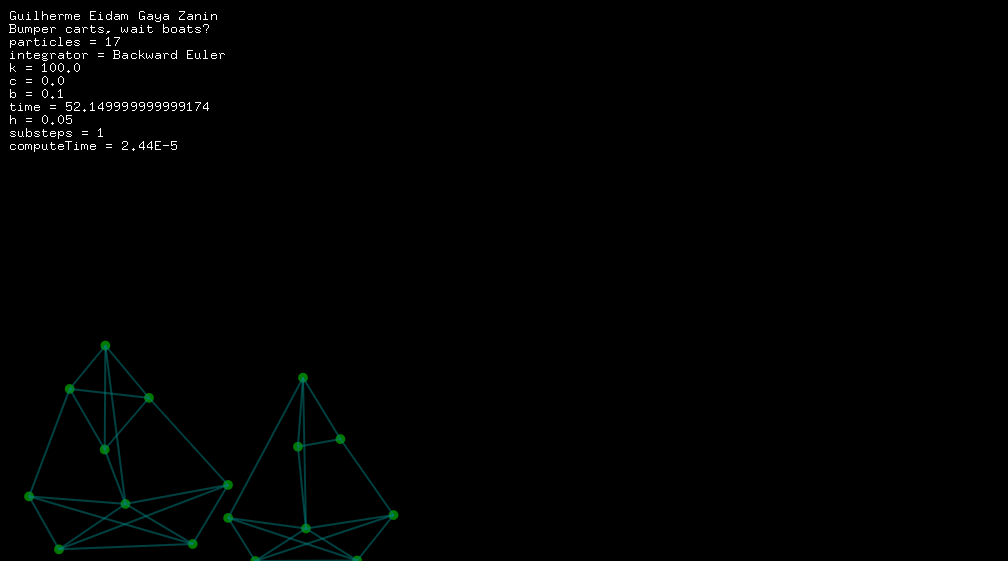 Guilherme Eidam Gaya Zanin
Bumper carts, wait boats?
particles = 17
integrator = Backward Euler
k = 100.0
c = 0.0
b = 0.1
time = 52.149999999999174
h = 0.05
substeps = 1
computeTime = 2.44E-5